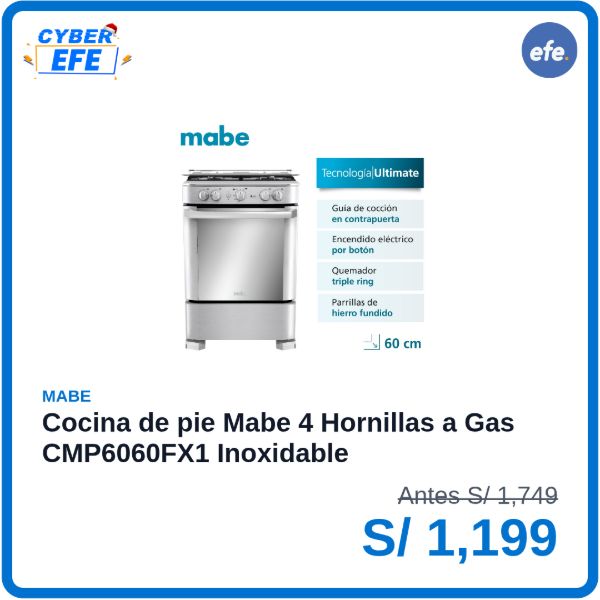 CYBER
EFE
efe.
mabe
Tecnología|Ultimate
Guía de cocción
en contrapuerta
Encendido eléctrico
por botón
Quemador
triple ring
Parrillas de
hierro fundido
60 cm
MABE
Cocina de pie Mabe 4 Hornillas a Gas
CMP6060FX1 Inoxidable
Antes S/ 1,749
S/ 1,199